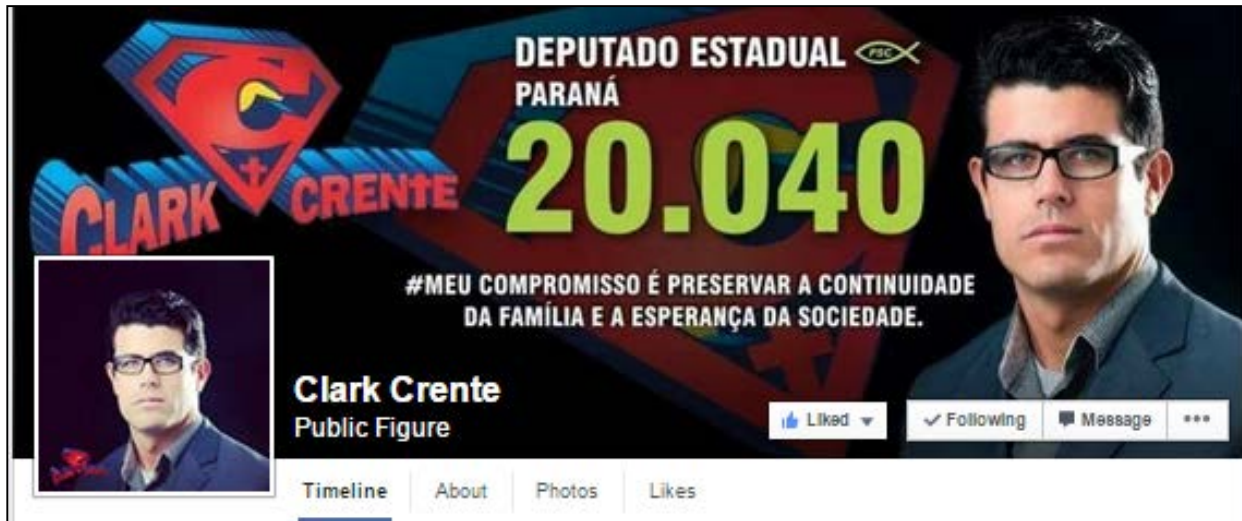 DEPUTADO ESTADUAL PSC
PARANÁ
20.040
CLARK CRENTE
#MEU COMPROMISSO É PRESERVAR A CONTINUIDADE
DA FAMÍLIA E A ESPERANÇA DA SOCIEDADE.
Clark Crente
Public Figure
Liked
Following
Message
Timeline
About
Photos
Likes